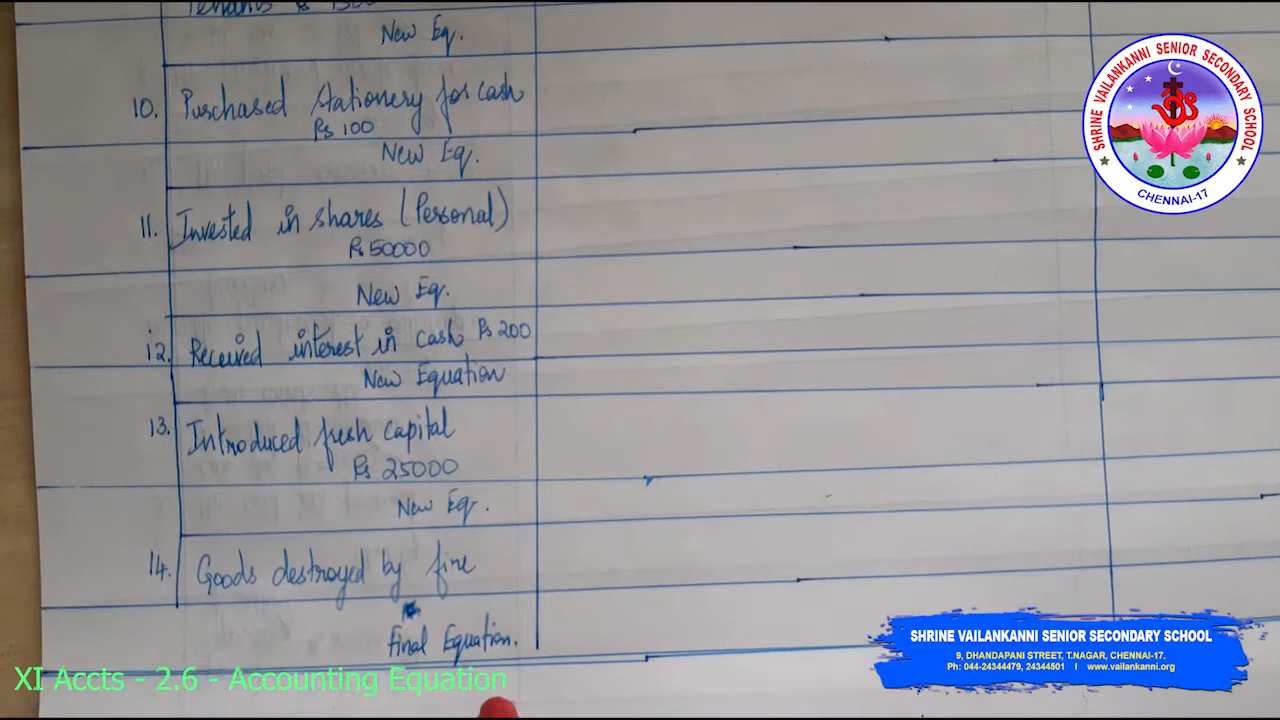 New Eq.
10. Purchased stationery for cash
Rs 100
New Eq.
11. Invested in shares (Personal)
Rs 50000
New Eq.
12. Received interest in cash Rs 200
New Equation
13. Introduced fresh capital
Rs 25000
New Eq.
14. Goods destroyed by fire
Final Equation.
XI Accts - 2.6 - Accounting Equation
SHRINE VAILANKANNI SENIOR SECONDARY SCHOOL
CHENNAI-17
SHRINE VAILANKANNI SENIOR SECONDARY SCHOOL
9, DHANDAPANI STREET, T.NAGAR, CHENNAI-17.
Ph: 044-24344479, 24344501 I www.vailankanni.org